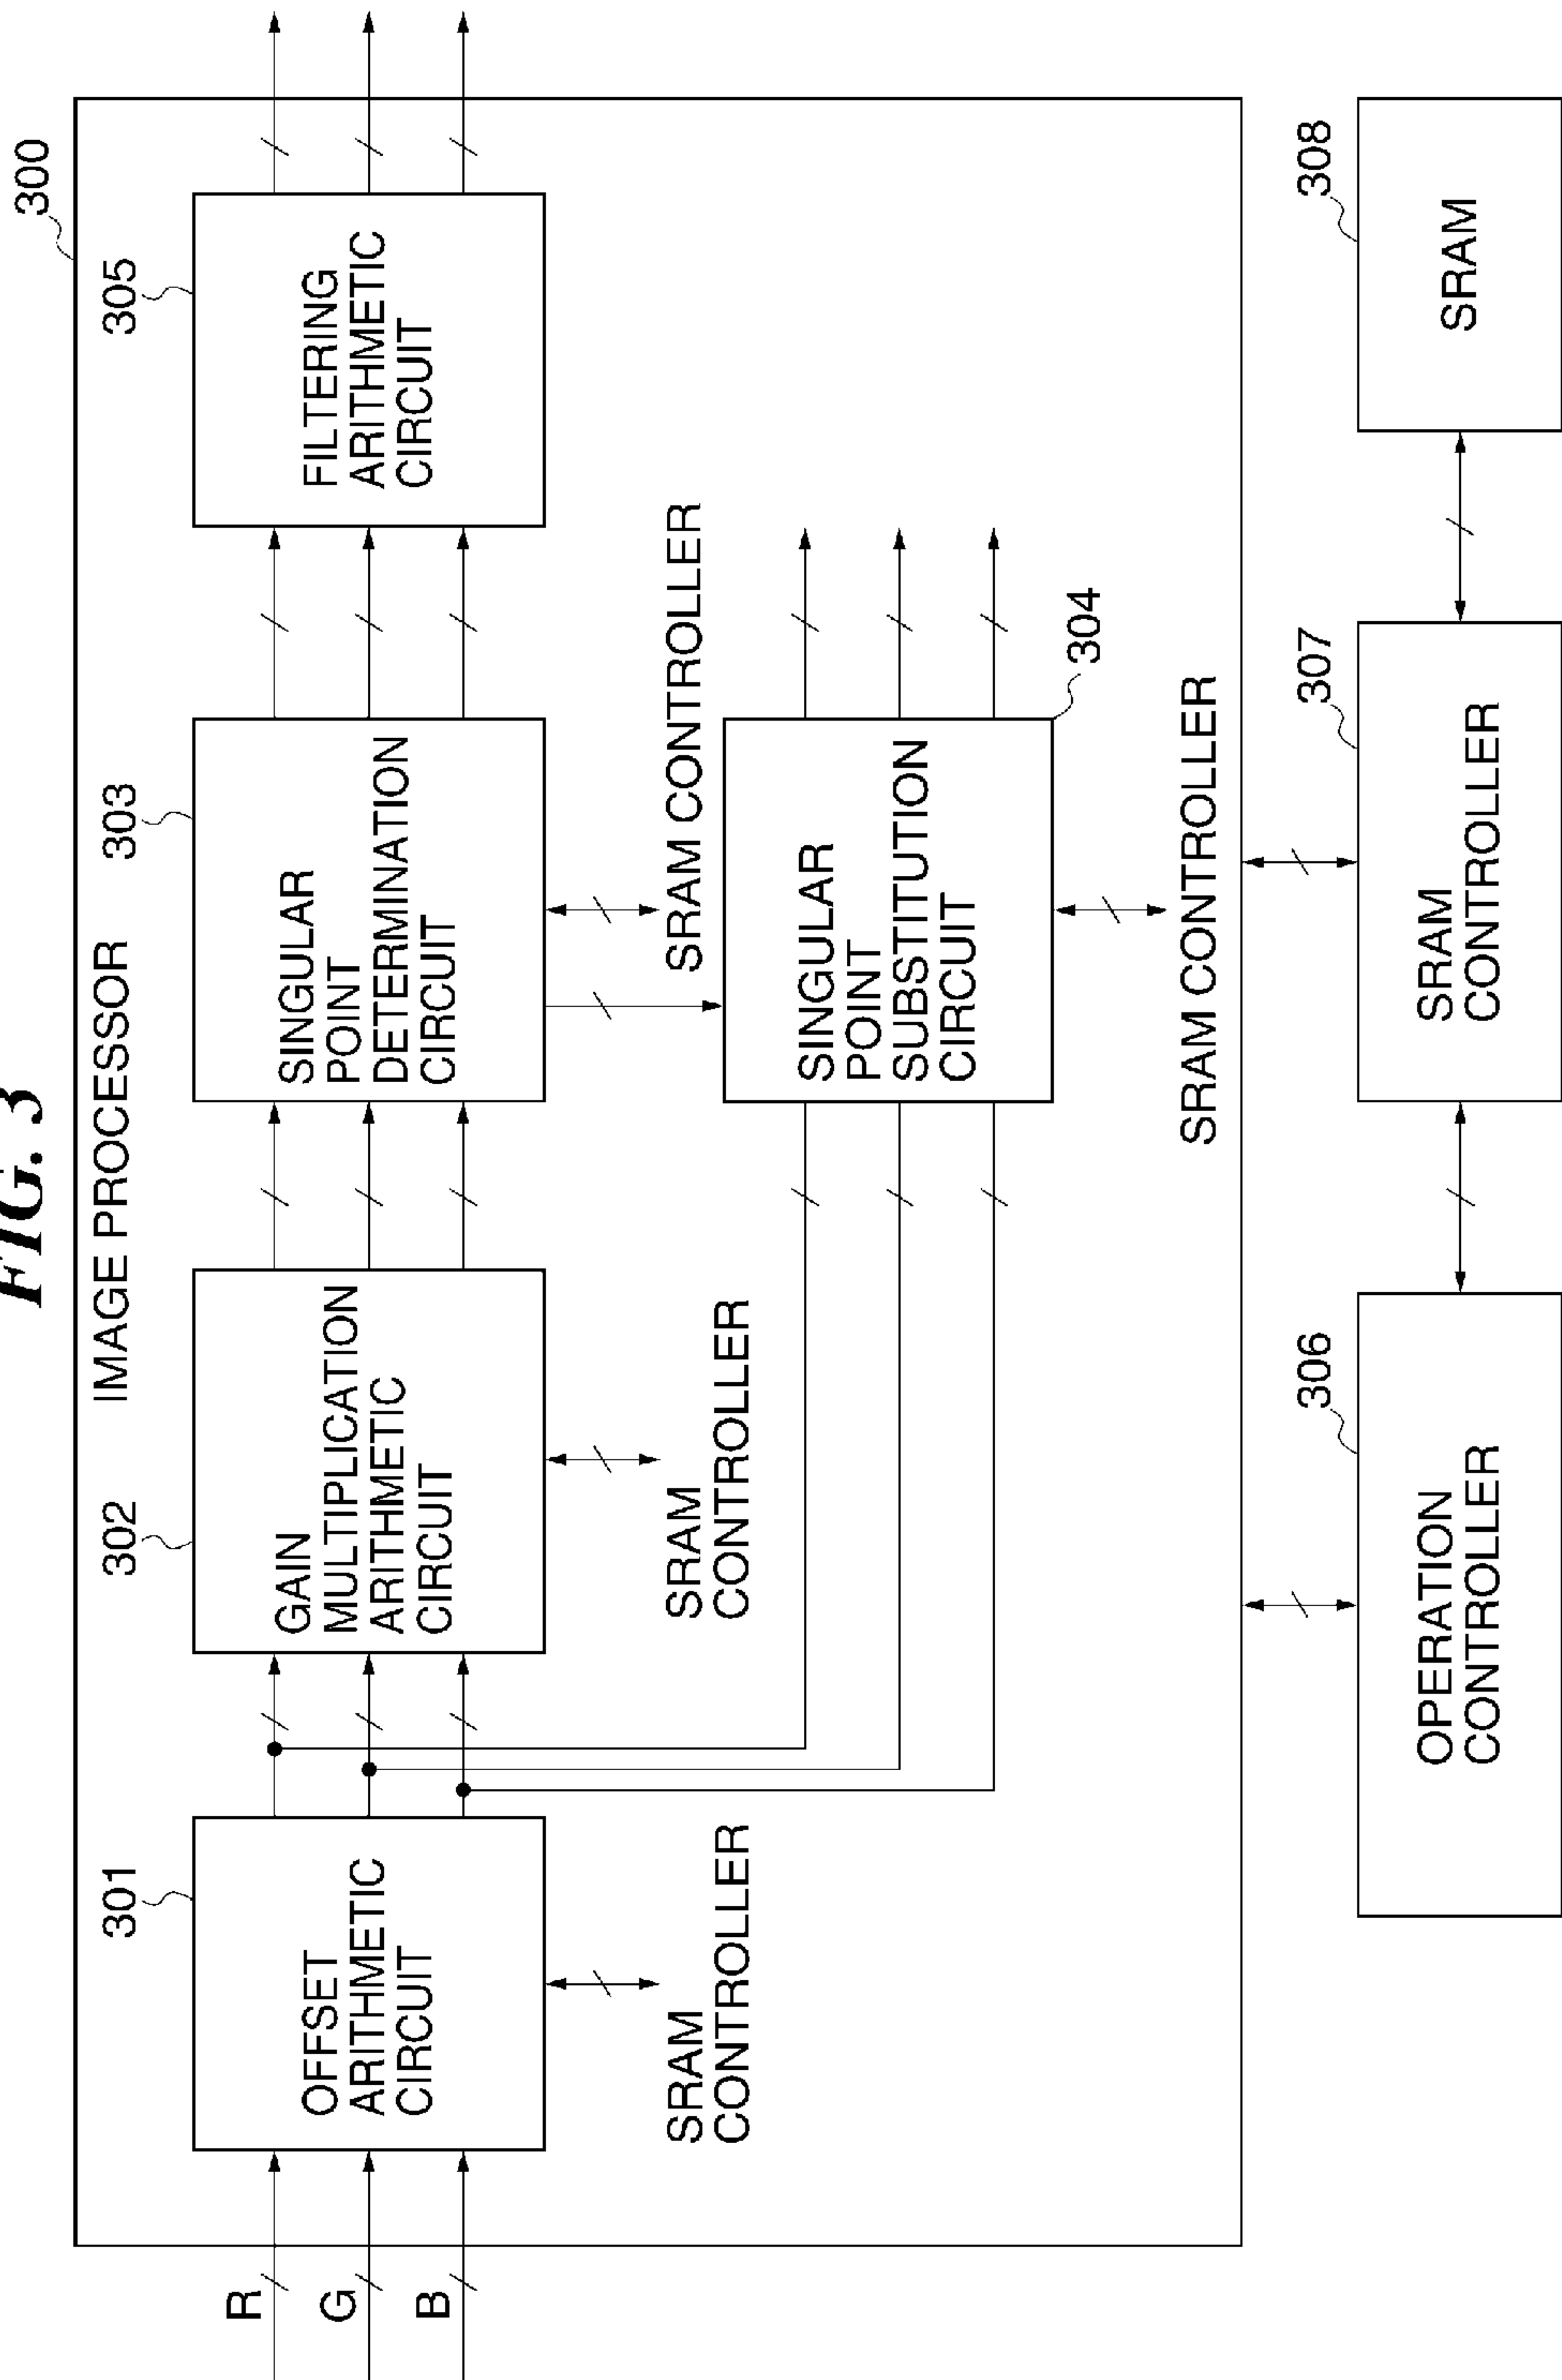 FIG. 3
300
IMAGE PROCESSOR
301
302
303
305
R
G
B
OFFSET
ARITHMETIC
CIRCUIT
GAIN
MULTIPLICATION
ARITHMETIC
CIRCUIT
SINGULAR
POINT
DETERMINATION
CIRCUIT
FILTERING
ARITHMETIC
CIRCUIT
SRAM
CONTROLLER
SRAM
CONTROLLER
SRAM CONTROLLER
SINGULAR
POINT
SUBSTITUTION
CIRCUIT
304
SRAM CONTROLLER
306
307
308
OPERATION
CONTROLLER
SRAM
CONTROLLER
SRAM